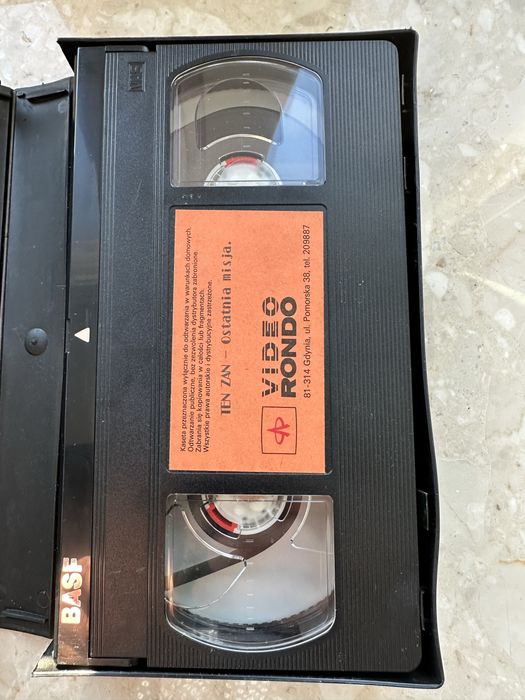 Kaseta przeznaczona wyłącznie do odtwarzania w warunkach domowych.
Odtwarzanie publiczne, bez zezwolenia dystrybutora zabronione.
Zabrania się kopiowania w całości lub fragmentach.
Wszystkie prawa autorskie i dystrybucyjne zastrzeżone.
TEN ZAN - Ostatnia misja.
VIDEO
RONDO
81-314 Gdynia, ul. Pomorska 38, tel. 209887
BASF
VHS